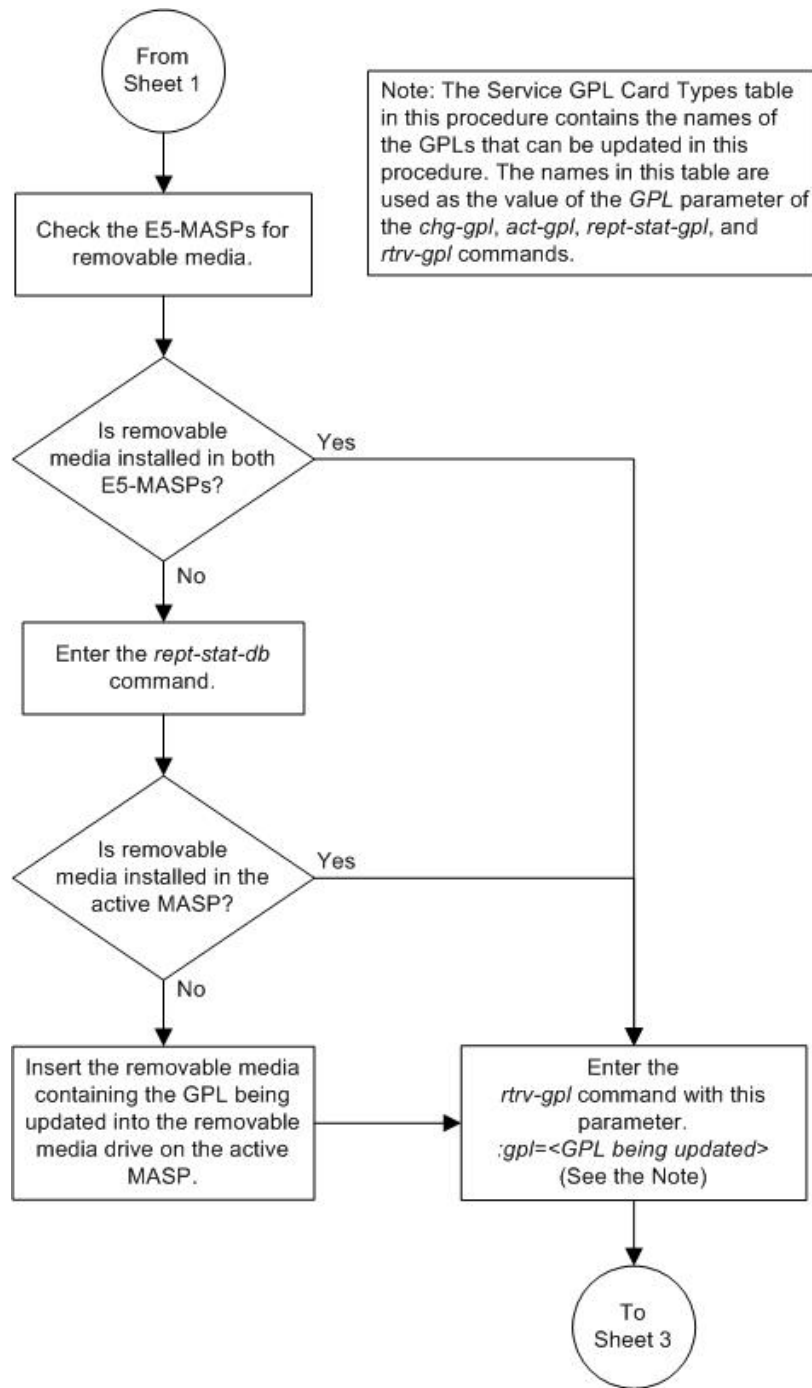 From
Sheet 1
Note: The Service GPL Card Types table
in this procedure contains the names of
the GPLs that can be updated in this
procedure. The names in this table are
used as the value of the GPL parameter of
the chg-gpl, act-gpl, rept-stat-gpl, and
rtrv-gpl commands.
Check the E5-MASPs for
removable media.
Is removable
media installed in both
E5-MASPs?
Yes
No
Enter the rept-stat-db
command.
Is removable
media installed in the
active MASP?
Yes
No
Insert the removable media
containing the GPL being
updated into the removable
media drive on the active
MASP.
Enter the
rtrv-gpl command with this
parameter.
:gpl=<GPL being updated>
(See the Note)
To
Sheet 3